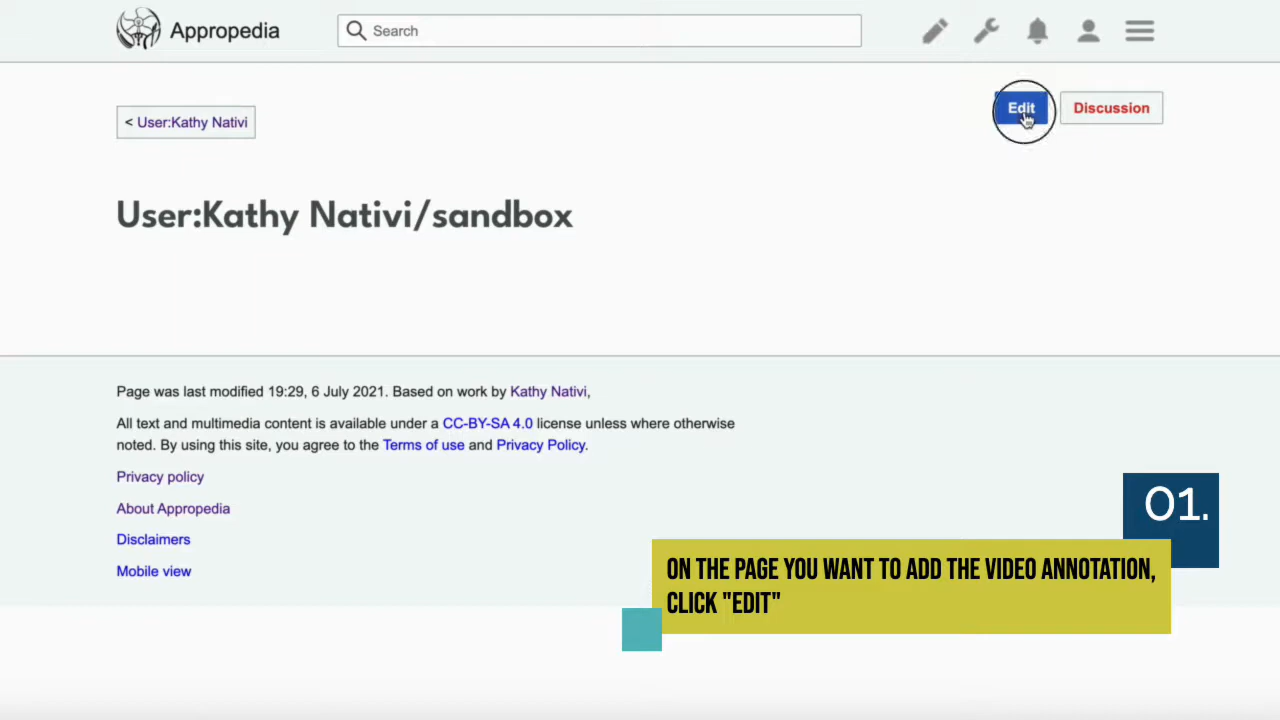 Appropedia
Search
< User:Kathy Nativi
Edit
Discussion
User:Kathy Nativi/sandbox
Page was last modified 19:29, 6 July 2021. Based on work by Kathy Nativi,
All text and multimedia content is available under a CC-BY-SA 4.0 license unless where otherwise
noted. By using this site, you agree to the Terms of use and Privacy Policy.
Privacy policy
About Appropedia
Disclaimers
Mobile view
01.
ON THE PAGE YOU WANT TO ADD THE VIDEO ANNOTATION,
CLICK "EDIT"